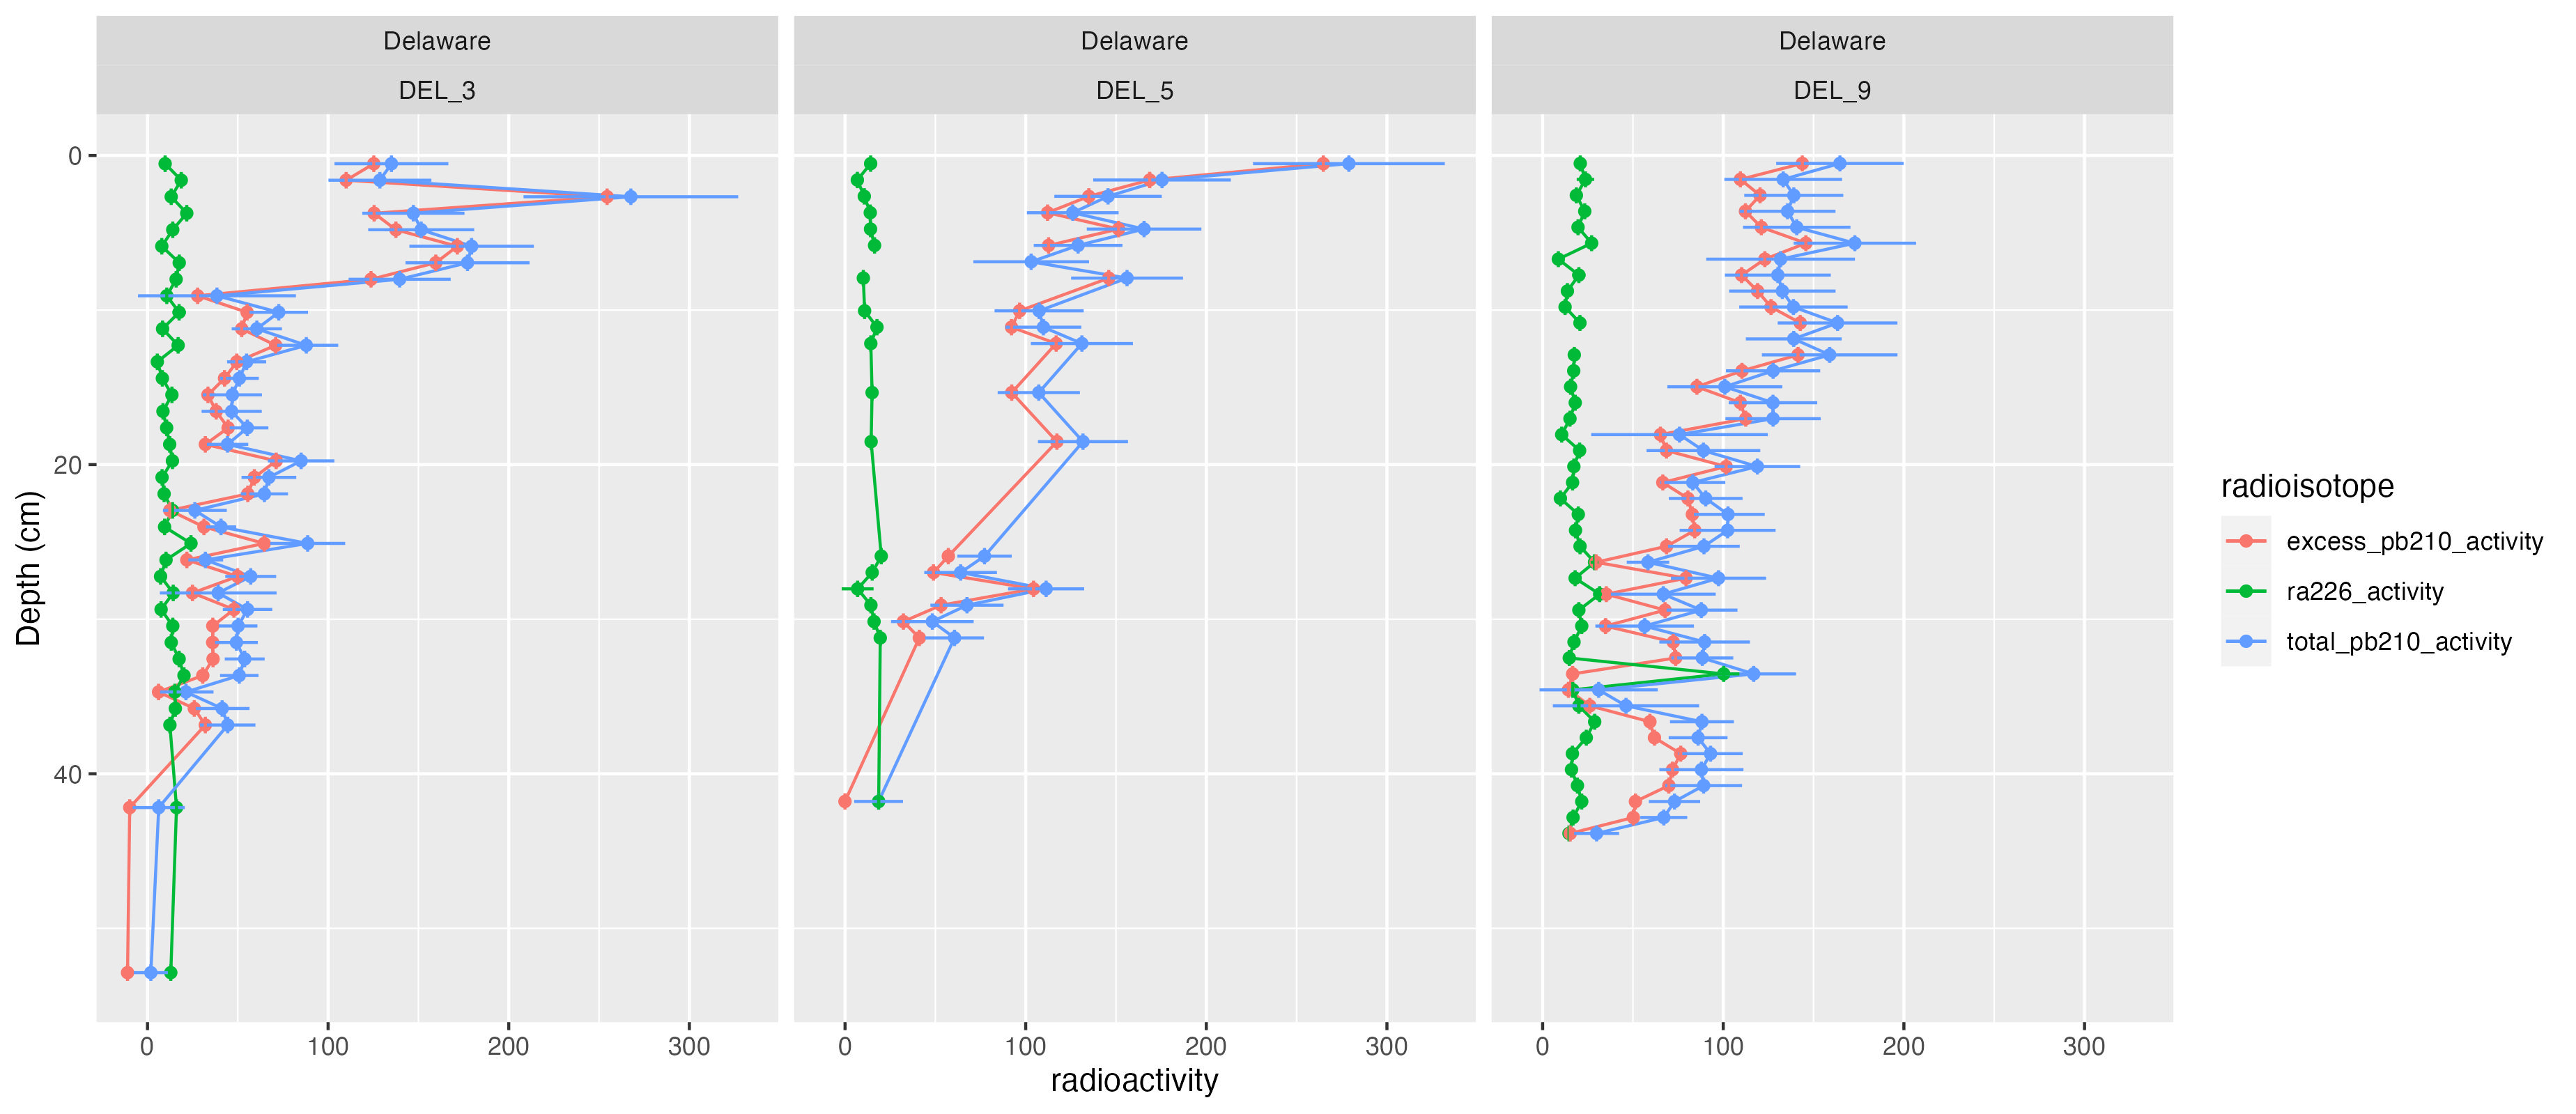 Delaware Delaware Delaware
DEL_3 DEL_5 DEL_9
0
20
40
Depth (cm)
0 100 200 300 0 100 200 300 0 100 200 300
radioactivity
radioisotope
excess_pb210_activity
ra226_activity
total_pb210_activity